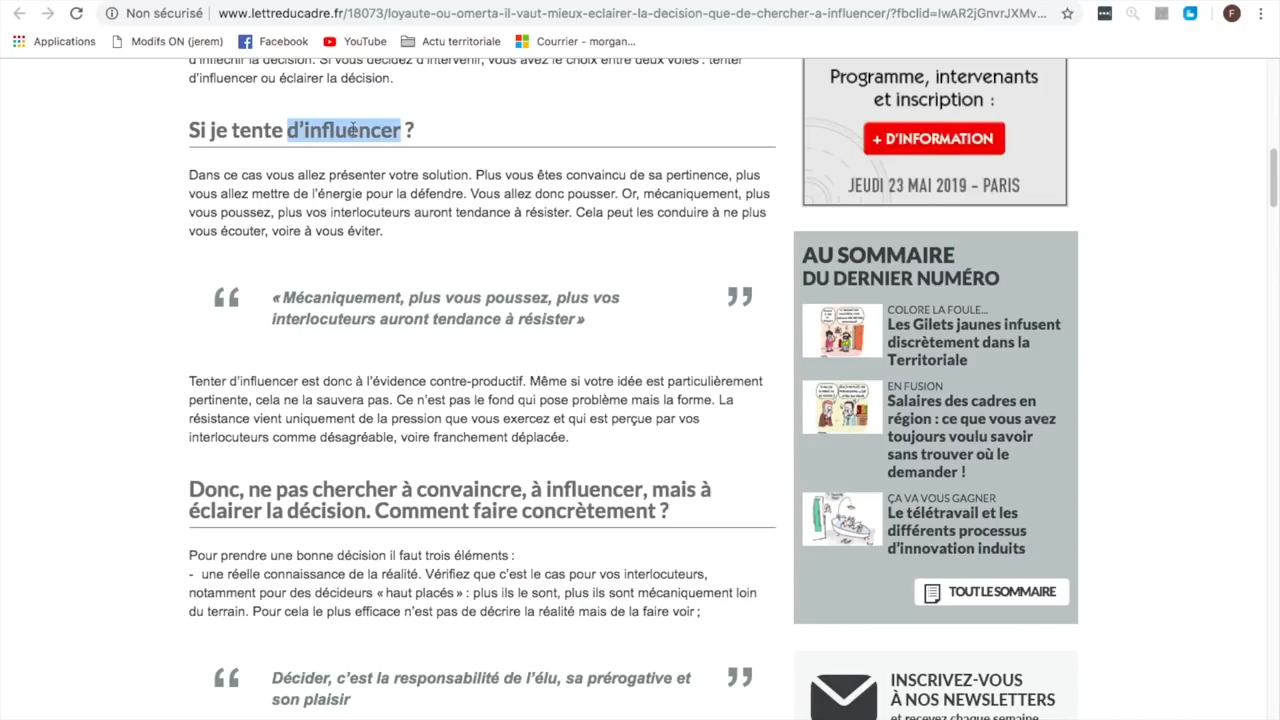 Non sécurisé
www.lettreducadre.fr/18073/loyaute-ou-omerta-il-vaut-mieux-eclairer-la-decision-que-de-chercher-a-influencer/?fbclid=IwAR2jGnvrJXMv...
F
Applications
Modifs ON (jerem)
Facebook
YouTube
Actu territoriale
Courrier - morgan...
d'infléchir la décision. Si vous décidez d'intervenir, vous avez le choix entre deux voies : tenter
d'influencer ou éclairer la décision.
Si je tente d'influencer ?
Dans ce cas vous allez présenter votre solution. Plus vous êtes convaincu de sa pertinence, plus
vous allez mettre de l'énergie pour la défendre. Vous allez donc pousser. Or, mécaniquement, plus
vous poussez, plus vos interlocuteurs auront tendance à résister. Cela peut les conduire à ne plus
vous écouter, voire à vous éviter.
“ « Mécaniquement, plus vous poussez, plus vos ”
interlocuteurs auront tendance à résister »
Tenter d'influencer est donc à l'évidence contre-productif. Même si votre idée est particulièrement
pertinente, cela ne la sauvera pas. Ce n'est pas le fond qui pose problème mais la forme. La
résistance vient uniquement de la pression que vous exercez et qui est perçue par vos
interlocuteurs comme désagréable, voire franchement déplacée.
Donc, ne pas chercher à convaincre, à influencer, mais à
éclairer la décision. Comment faire concrètement ?
Pour prendre une bonne décision il faut trois éléments :
- une réelle connaissance de la réalité. Vérifiez que c'est le cas pour vos interlocuteurs,
notamment pour des décideurs « haut placés » : plus ils le sont, plus ils sont mécaniquement loin
du terrain. Pour cela le plus efficace n'est pas de décrire la réalité mais de la faire voir ;
“ Décider, c'est la responsabilité de l'élu, sa prérogative et ”
son plaisir
Programme, intervenants
et inscription :
+ D'INFORMATION
JEUDI 23 MAI 2019 - PARIS
AU SOMMAIRE
DU DERNIER NUMÉRO
COLORE LA FOULE...
Les Gilets jaunes infusent
discrètement dans la
Territoriale
EN FUSION
Salaires des cadres en
région : ce que vous avez
toujours voulu savoir
sans trouver où le
demander !
ÇA VA VOUS GAGNER
Le télétravail et les
différents processus
d'innovation induits
TOUT LE SOMMAIRE
INSCRIVEZ-VOUS
À NOS NEWSLETTERS
et recevez chaque semaine